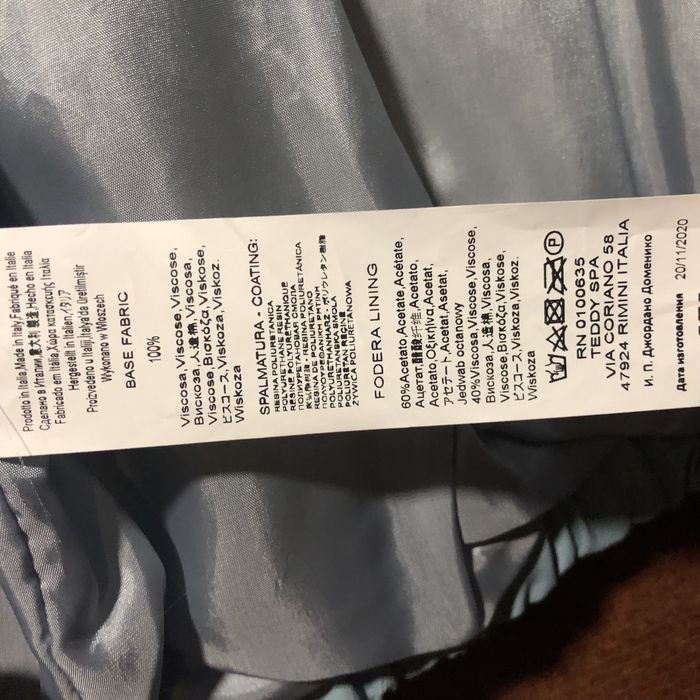 Prodotto in Italia,Made in Italy,Fabriqué en Italie
Сделано в Италии,意大利 製造,Hecho en Italia
Fabricado em Italia,Χώρα κατασκευής Ιταλία
Hergestellt in Italien,イタリア
Proizvedeno u Italiji,Italya'da Üretilmiştir
Wykonano w Włoszech
BASE FABRIC
100%
Viscosa,Viscose,Viscose,
Вискоза,人造棉,Viscosa,
Viscose,Βισκόζα,Viskose,
ビスコース,Viskoza,Viskoz.
Wiskoza
SPALMATURA - COATING:
RESINA POLIURETANICA
POLYURETHANE RESIN
RESINE POLYURETHANIQUE
RESINA DE POLIURETANO
POLIURETAN REÇİNE
ŻYWICA POLIURETANOWA
FODERA LINING
60%Acetato,Acetate,Acétate,
Ацетат,醋酸纤维,Acetato,
Acetato,Οξικτίνα,Acetat,
アセテート,Acetat,Asetat,
Jedwab octanowy
40%Viscosa,Viscose,Viscose,
Вискоза,人造棉,Viscosa,
Viscose,Βισκόζα,Viskose,
ビスコース,Viskoza,Viskoz.
Wiskoza
P
RN 0100635
TEDDY SPA
VIA CORIANO 58
47924 RIMINI ITALIA
И. П. Джордано Доменико
Дата изготовления 20/11/2020